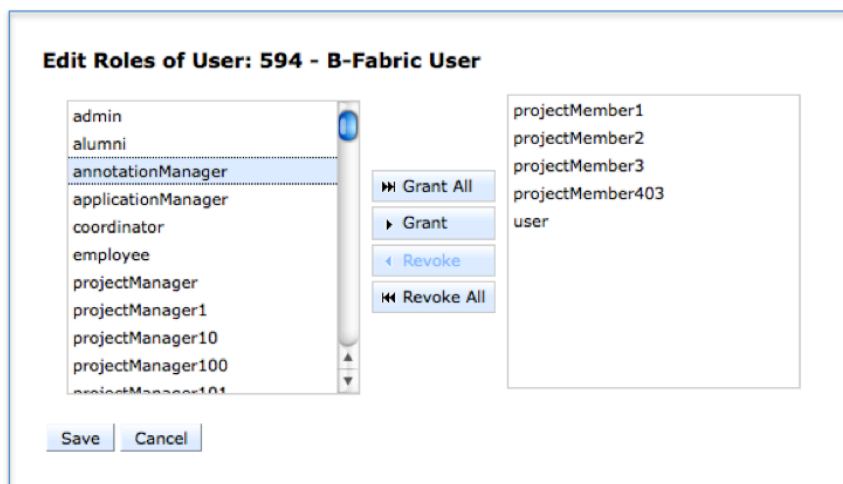 Edit Roles of User: 594 - B-Fabric User
admin
alumni
annotationManager
applicationManager
coordinator
employee
projectManager
projectManager1
projectManager10
projectManager100
projectManager101
Grant All
Grant
Revoke
Revoke All
projectMember1
projectMember2
projectMember3
projectMember403
user
Save
Cancel